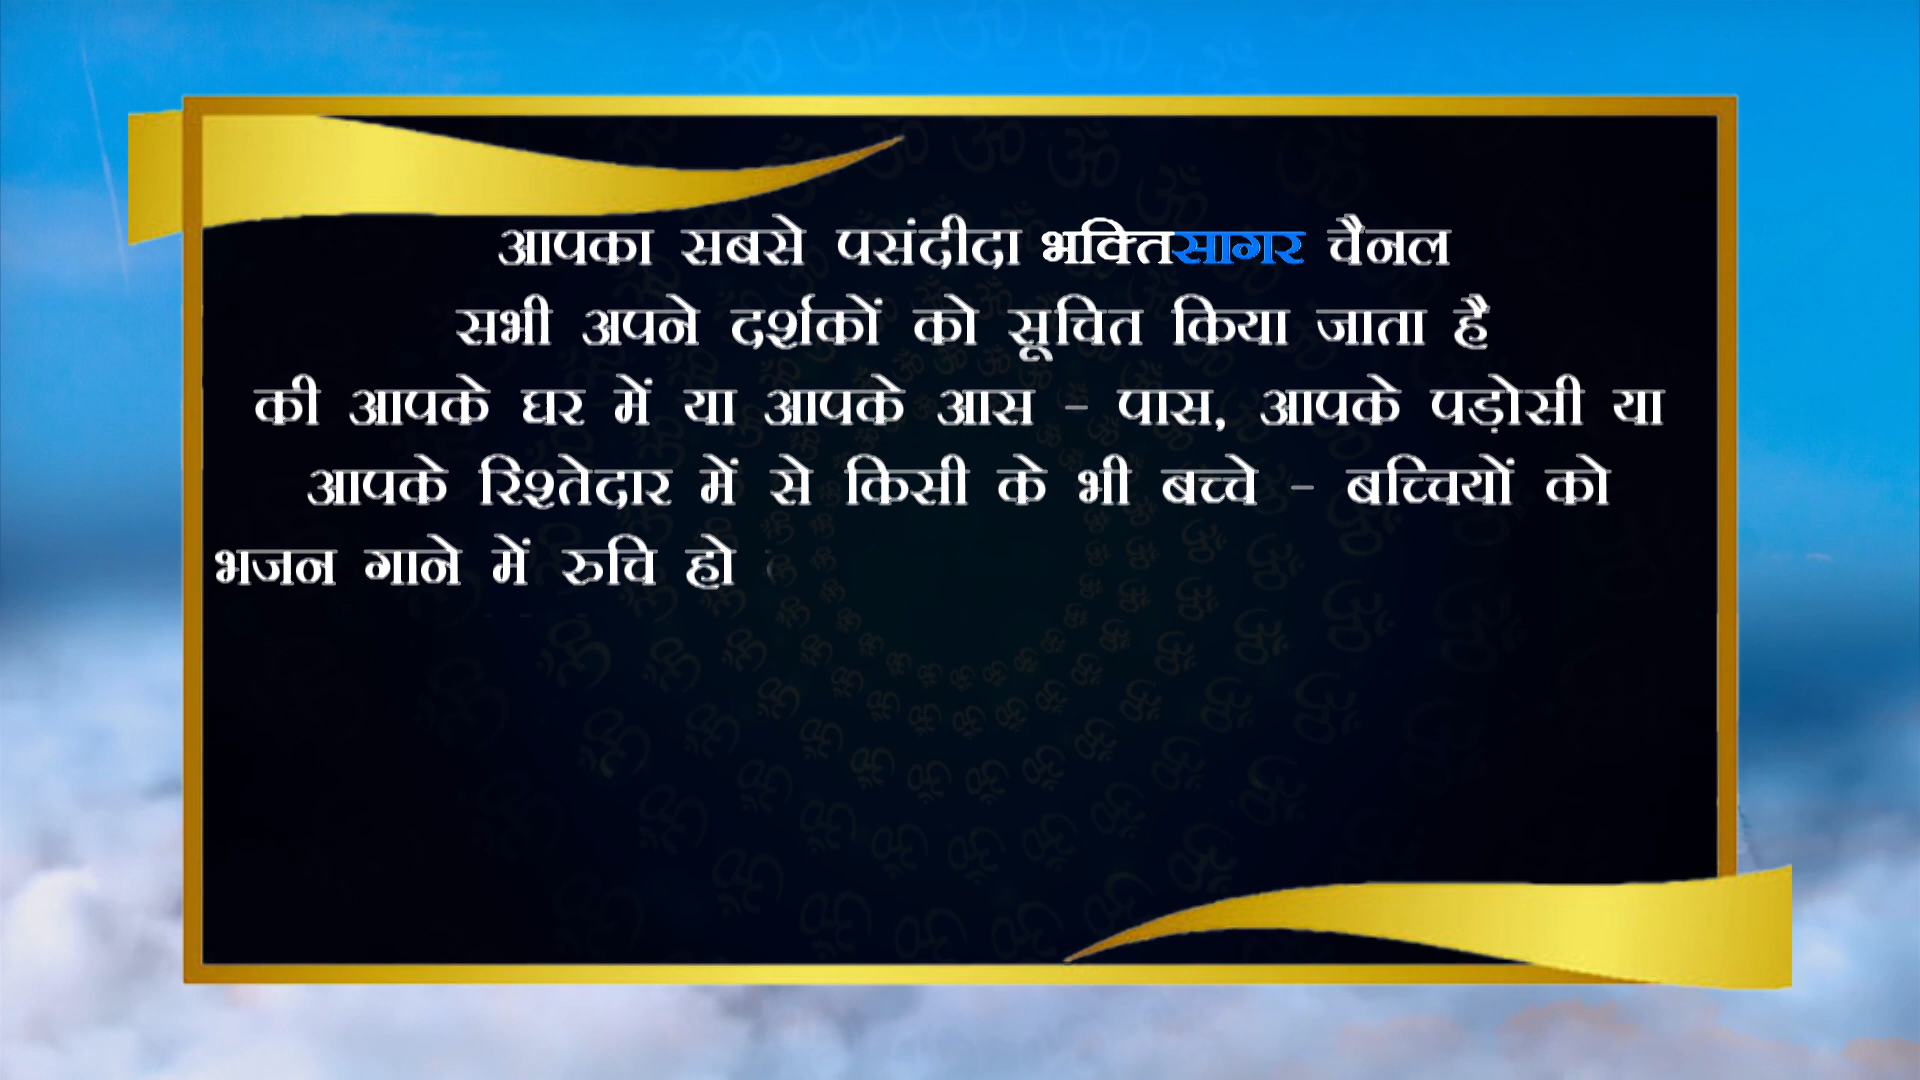 आपका सबसे पसंदीदा भक्तिसागर चैनल
सभी अपने दर्शकों को सूचित किया जाता है
की आपके घर में या आपके आस - पास, आपके पड़ोसी या
आपके रिश्तेदार में से किसी के भी बच्चे - बच्चियों को
भजन गाने में रुचि हो